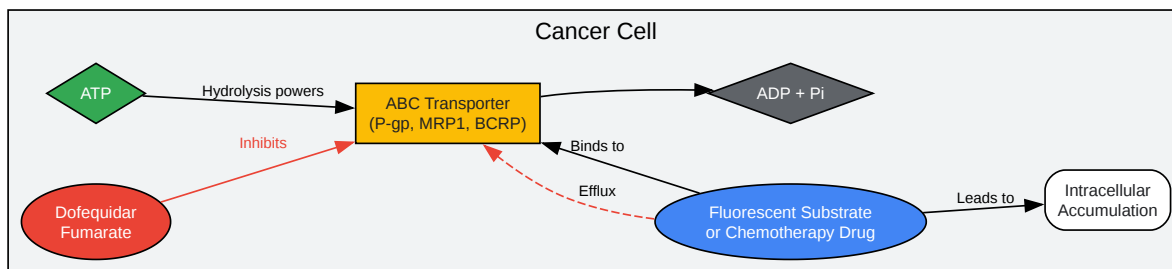 Cancer Cell
ATP
Hydrolysis powers
ABC Transporter
(P-gp, MRP1, BCRP)
ADP + Pi
Inhibits
Binds to
Efflux
Dofequidar
Fumarate
Fluorescent Substrate
or Chemotherapy Drug
Leads to
Intracellular
Accumulation